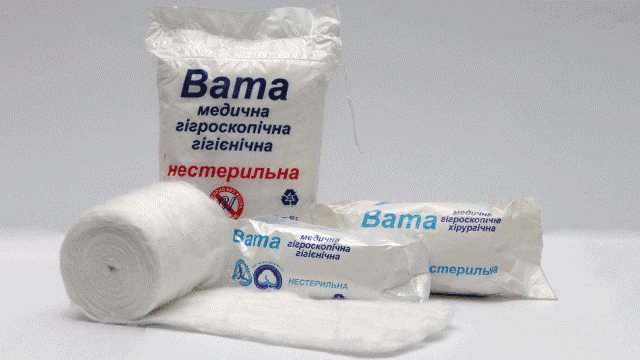 Вата
медична
гігроскопічна
гігієнічна
нестерильна
Вата
медична
гігроскопічна
гігієнічна
НЕСТЕРИЛЬНА
Вата
медична
гігроскопічна
хірургічна
нестерильна